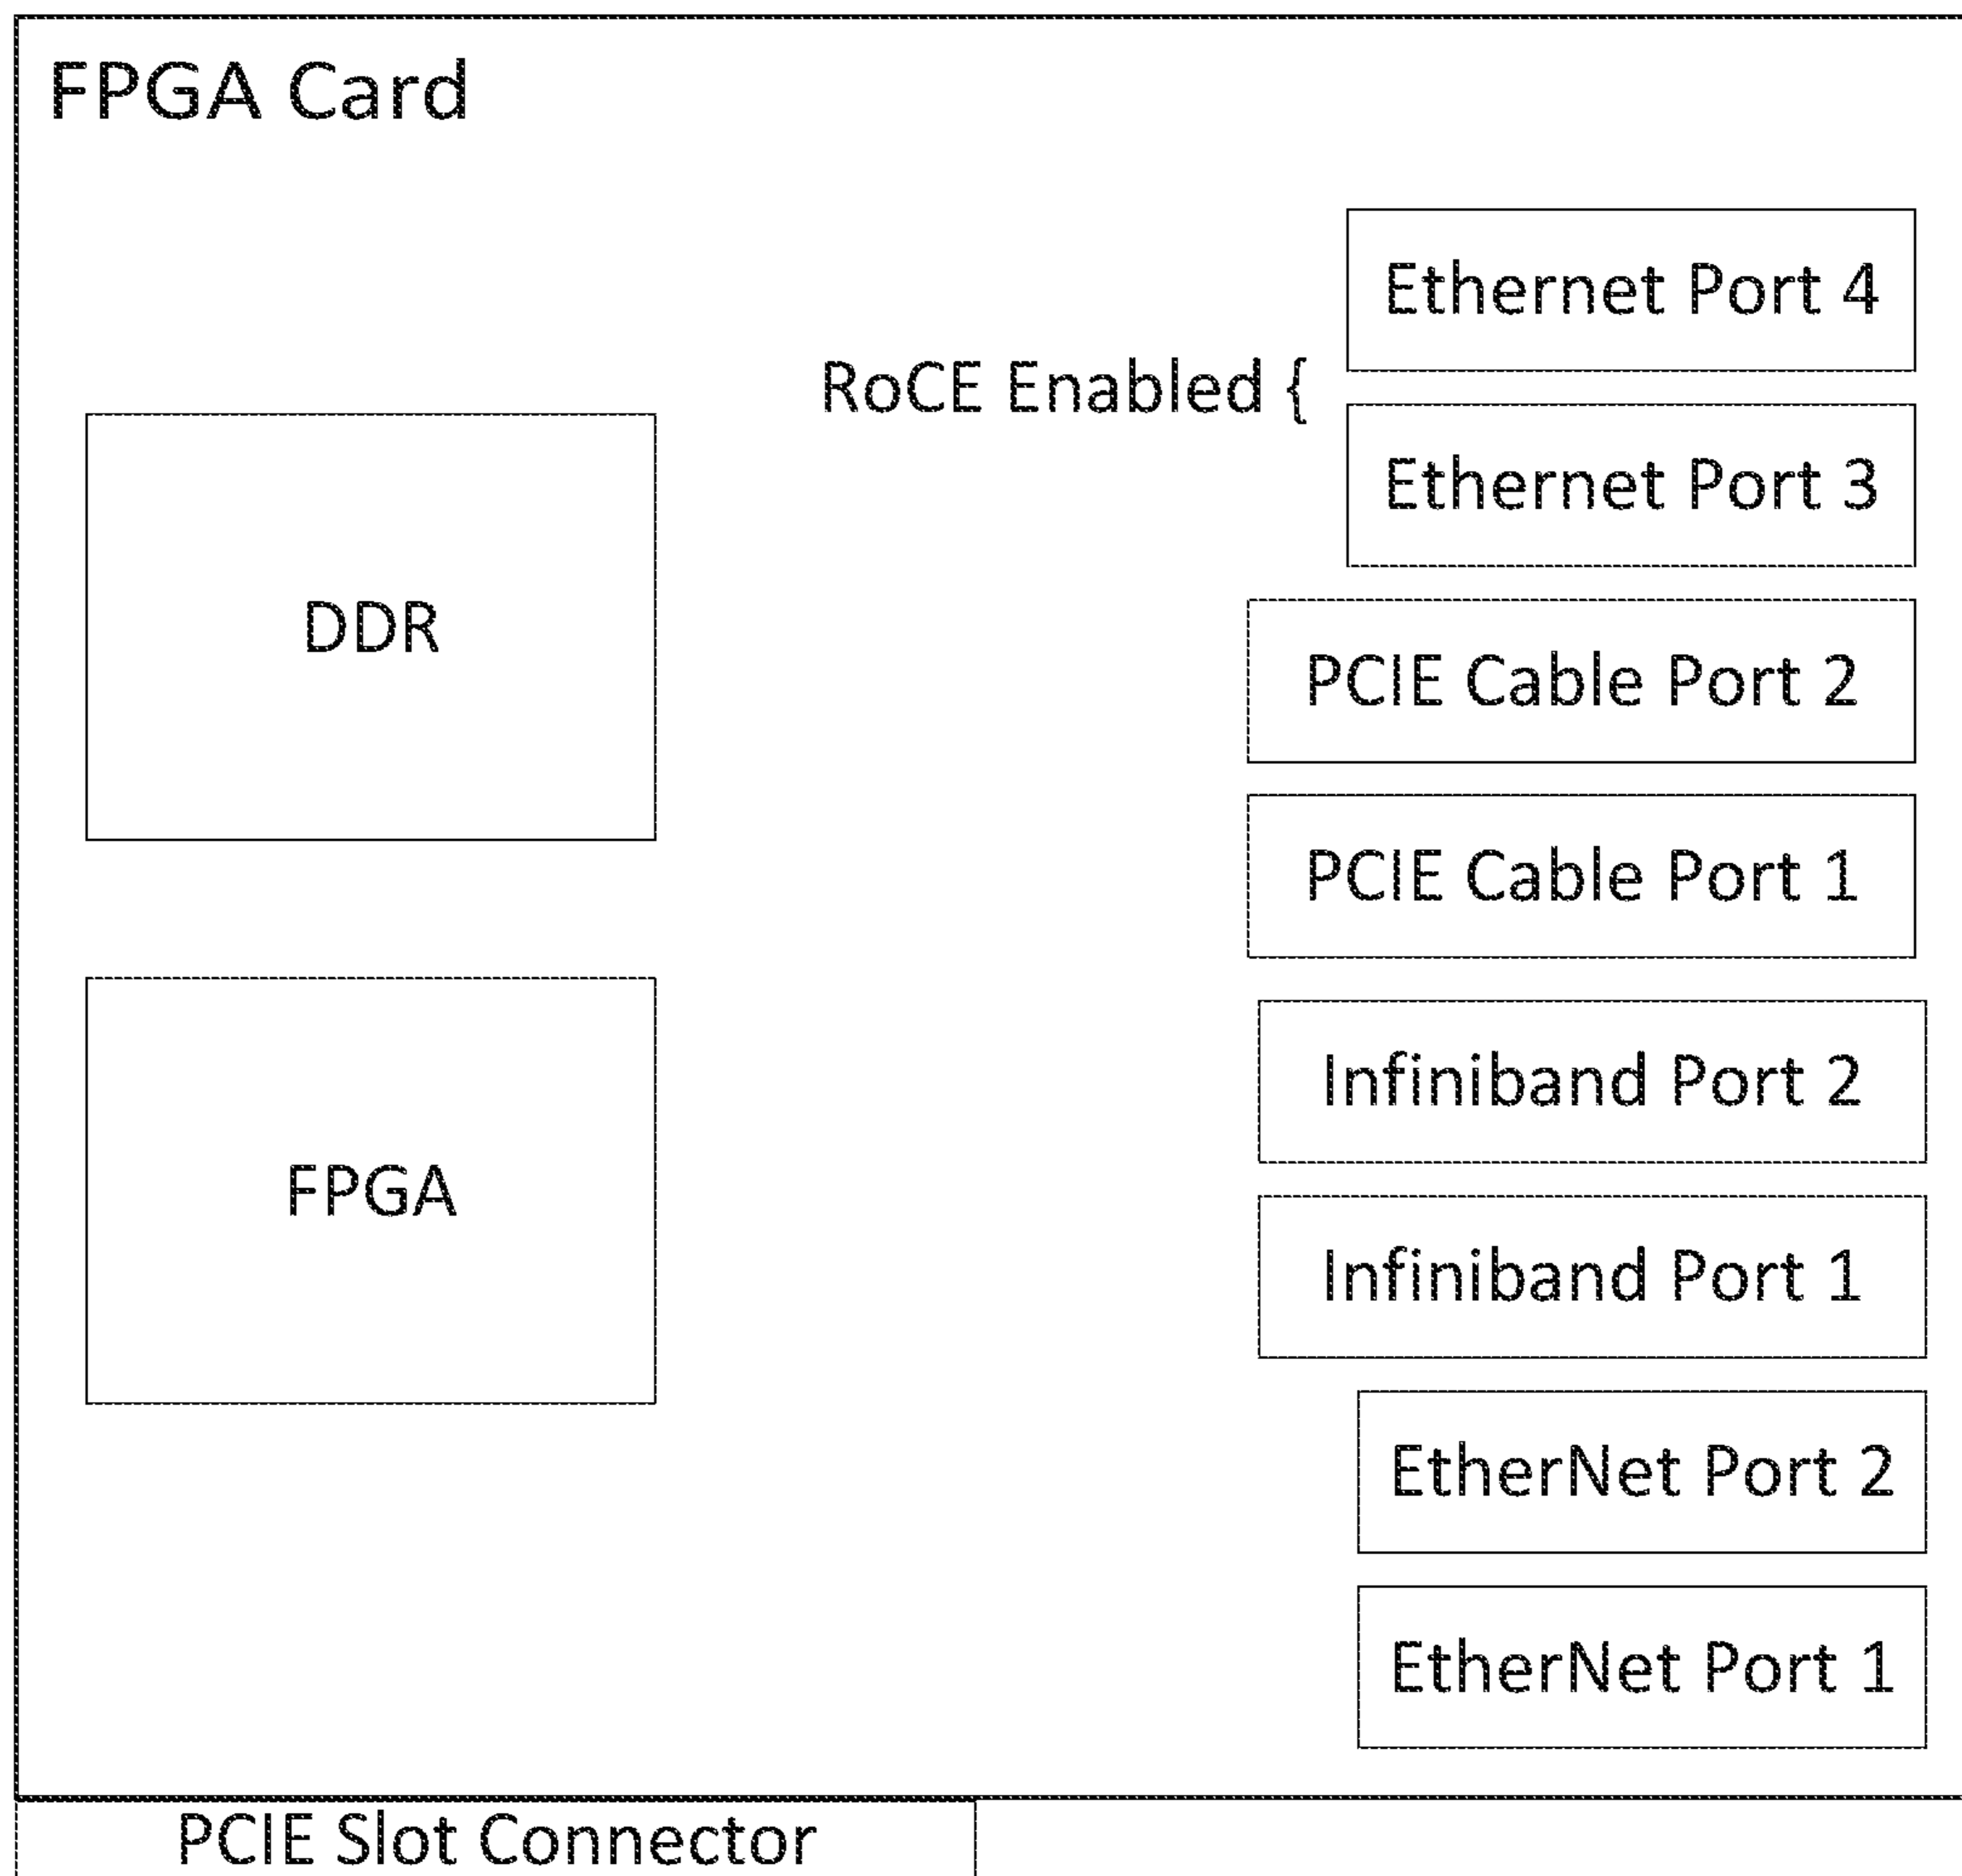 FPGA Card
Ethernet Port 4
RoCE Enabled {
Ethernet Port 3
DDR
PCIE Cable Port 2
PCIE Cable Port 1
Infiniband Port 2
FPGA
Infiniband Port 1
EtherNet Port 2
EtherNet Port 1
PCIE Slot Connector